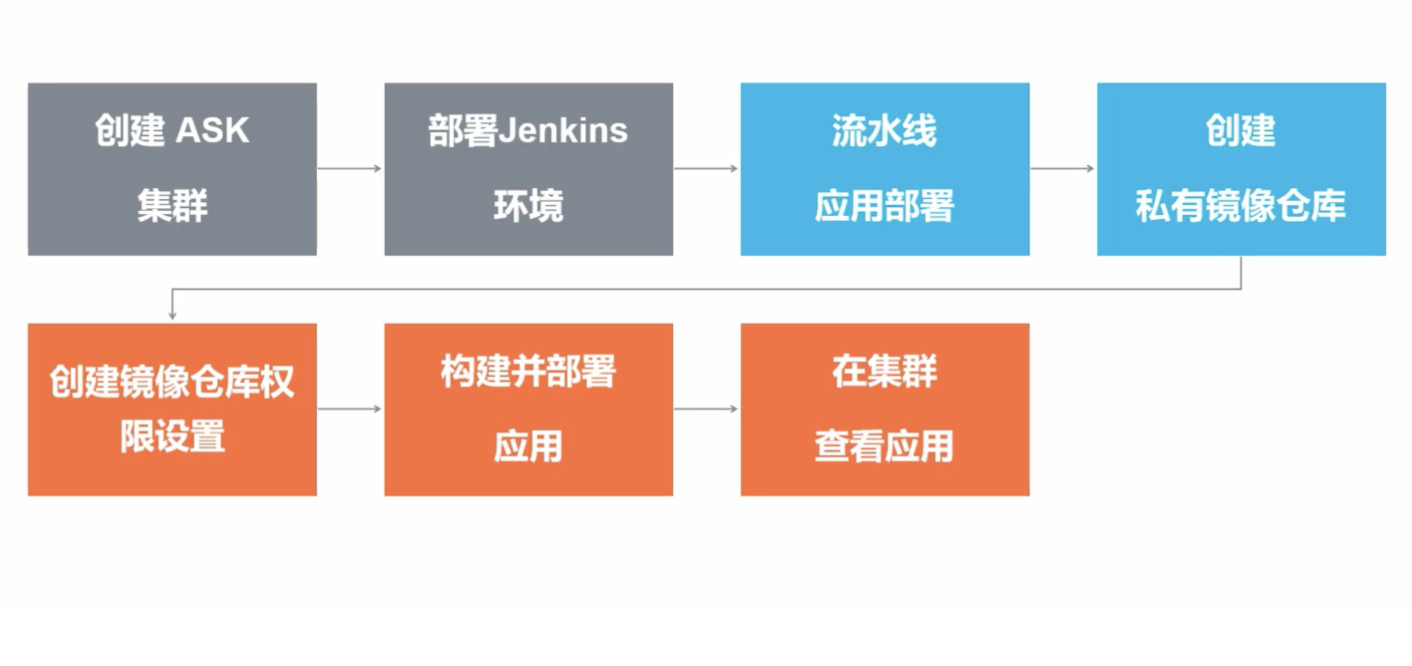 创建 ASK
集群
部署Jenkins
环境
流水线
应用部署
创建
私有镜像仓库
创建镜像仓库权
限设置
构建并部署
应用
在集群
查看应用